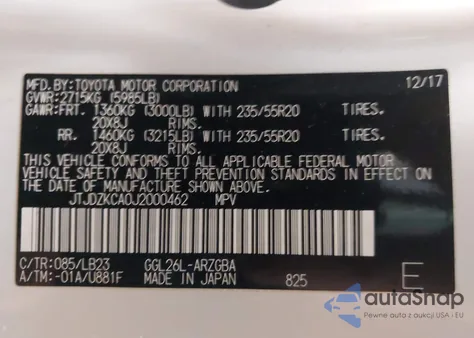 MFD.BY:TOYOTA MOTOR CORPORATION 12/17
GVWR:2715KG (5985LB)
GAWR:FRT. 1360KG (3000LB) WITH 235/55R20 TIRES.
20X8J RIMS.
RR. 1460KG (3215LB) WITH 235/55R20 TIRES.
20X8J RIMS.
THIS VEHICLE CONFORMS TO ALL APPLICABLE FEDERAL MOTOR
VEHICLE SAFETY AND THEFT PREVENTION STANDARDS IN EFFECT
ON THE DATE OF MANUFACTURE SHOWN ABOVE.
JTJDZKCA0J2000462 MPV
C/TR:085/LB23 GGL26L-ARZGBA
A/TM:-01A/U881F MADE IN JAPAN 825 E
autoShop
Pewne auta z aukcji USA - EU